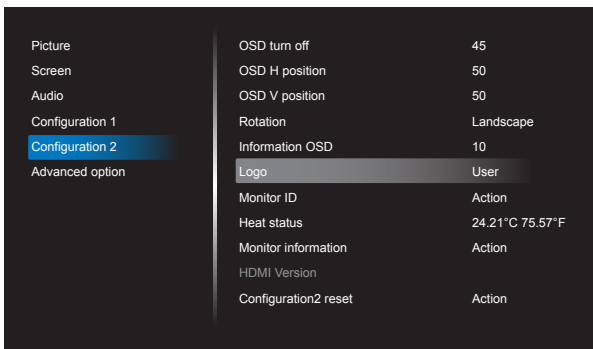 Picture
Screen
Audio
Configuration 1
Configuration 2
Advanced option
OSD turn off 45
OSD H position 50
OSD V position 50
Rotation Landscape
Information OSD 10
Logo User
Monitor ID Action
Heat status 24.21°C 75.57°F
Monitor information Action
HDMI Version
Configuration2 reset Action